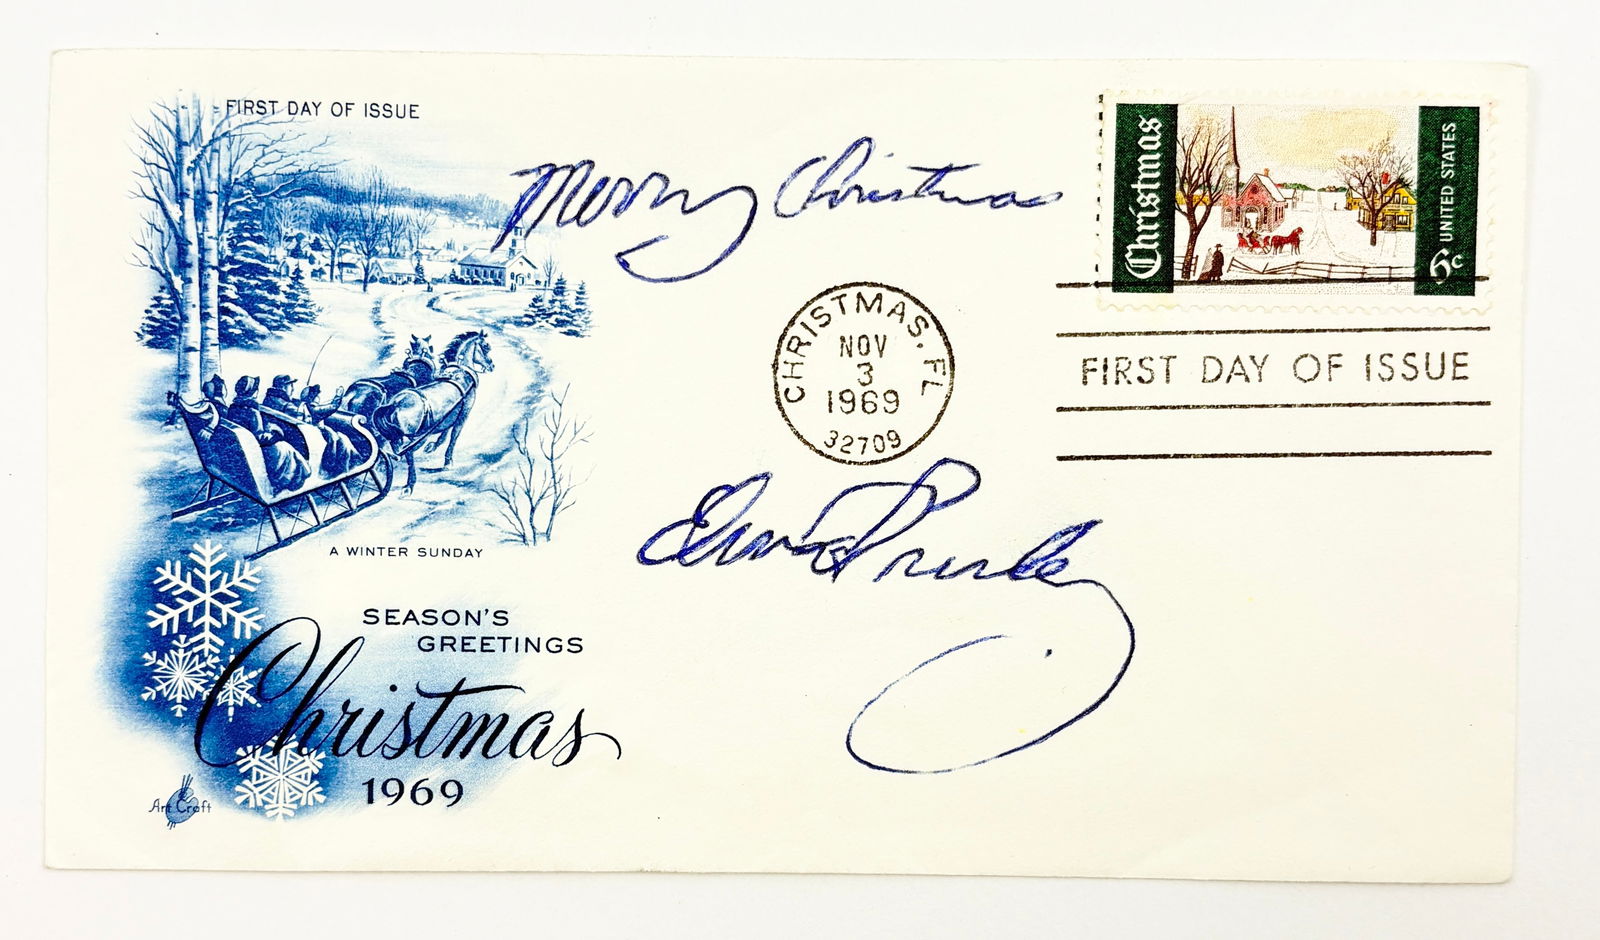 FIRST DAY OF ISSUE
Merry Christmas
Christmas
6c UNITED STATES
CHRISTMAS, FL
NOV
3
1969
32709
FIRST DAY OF ISSUE
Elvis Presley
A WINTER SUNDAY
SEASON'S
GREETINGS
Christmas
1969
Art Craft